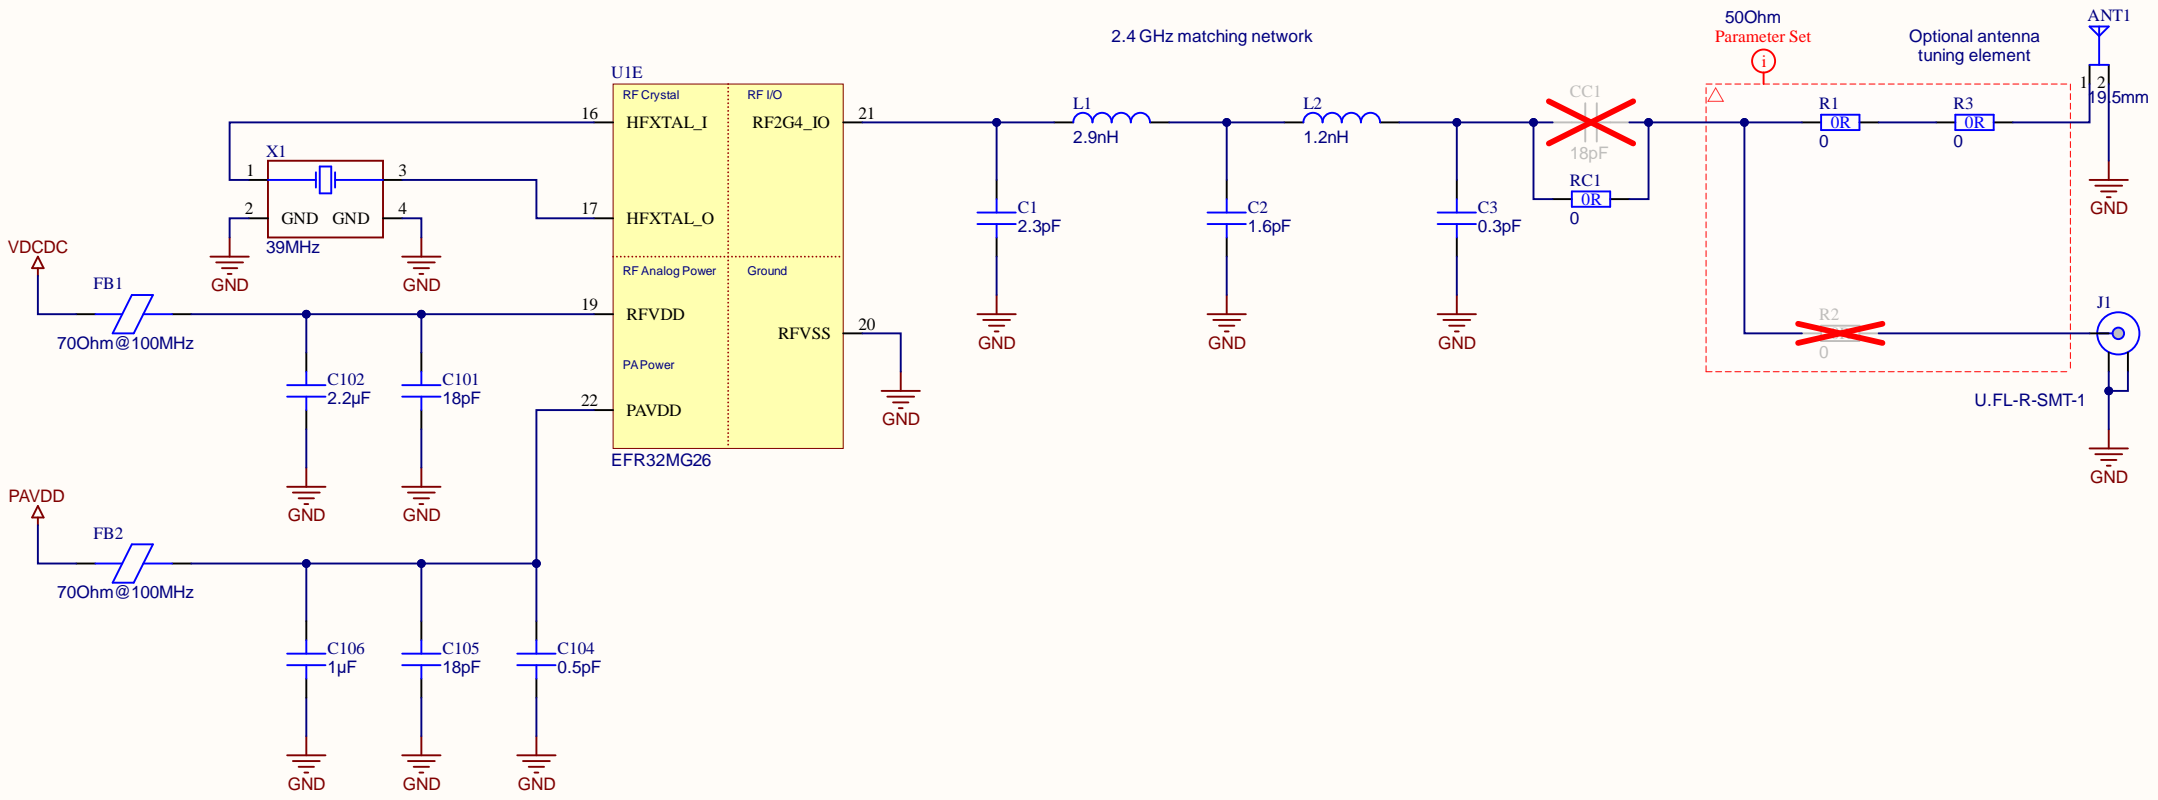 50Ohm
Parameter Set
i
Optional antenna
tuning element
ANT1
1 2
19.5mm
2.4 GHz matching network
U1E
RF Crystal
RF I/O
16
HFXTAL_I
RF2G4_IO
21
17
HFXTAL_O
RF Analog Power
Ground
19
RFVDD
RFVSS
20
PA Power
22
PAVDD
EFR32MG26
GND
X1
1
3
2
GND GND
4
39MHz
GND
GND
VDCDC
FB1
70Ohm@100MHz
C102
2.2µF
GND
C101
18pF
GND
PAVDD
FB2
70Ohm@100MHz
C106
1µF
GND
C105
18pF
GND
C104
0.5pF
GND
L1
2.9nH
L2
1.2nH
C1
2.3pF
GND
C2
1.6pF
GND
C3
0.3pF
GND
CC1
18pF
RC1
0R
0
R1
0R
0
R3
0R
0
GND
R2
0
J1
U.FL-R-SMT-1
GND